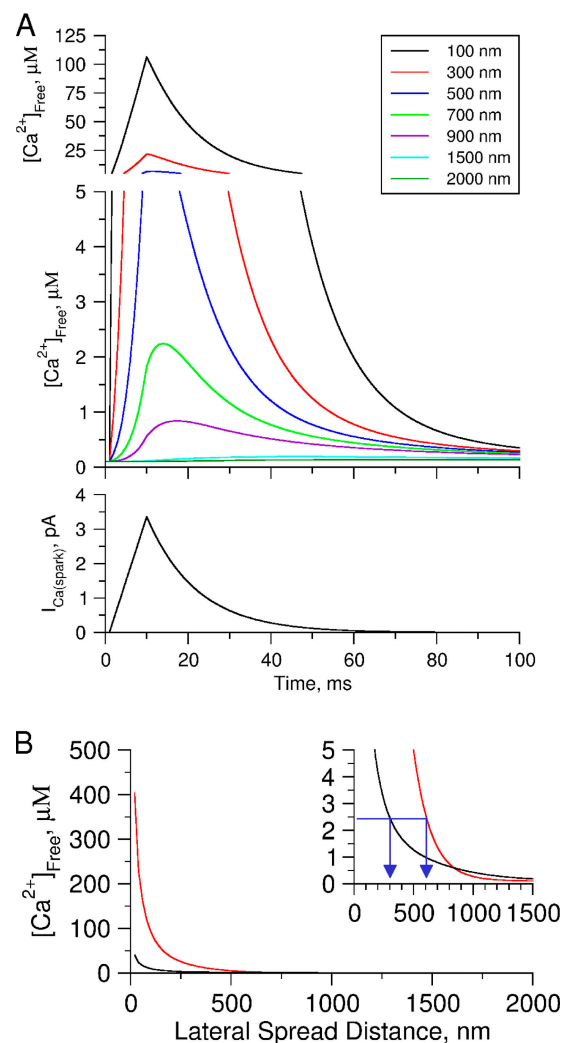 A
[Ca2+]Free, µM
125
100
75
50
25
100 nm
300 nm
500 nm
700 nm
900 nm
1500 nm
2000 nm
[Ca2+]Free, µM
5
4
3
2
1
0
ICa(spark), pA
4
3
2
1
0
0 20 40 60 80 100
Time, ms
B
[Ca2+]Free, µM
500
400
300
200
100
0
5
4
3
2
1
0
0 500 1000 1500
0 500 1000 1500 2000
Lateral Spread Distance, nm